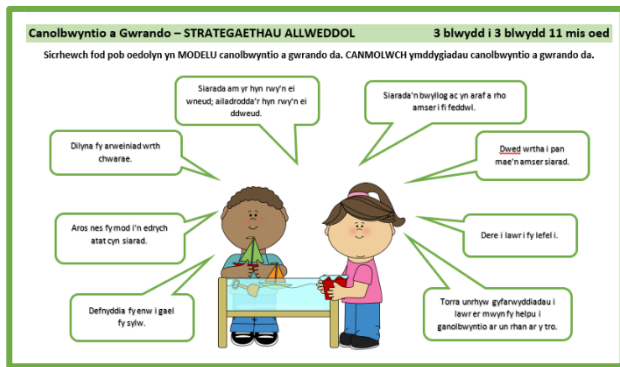 Canolbwyntio a Gwrando – STRATEGAETHAU ALLWEDDOL 3 blwydd i 3 blwydd 11 mis oed
Sicrhewch fod pob oedolyn yn MODELU canolbwyntio a gwrando da. CANMOLWCH ymddygiadau canolbwyntio a gwrando da.
Siarada am yr hyn rwy'n ei
wneud; ailadrodda'r hyn rwy'n ei
ddweud.
Siarada'n bwyllog ac yn araf a rho
amser i fi feddwl.
Dilyna fy arweiniad wrth
chwarae.
Dwed wrtha i pan
mae'n amser siarad.
Aros nes fy mod i'n edrych
atat cyn siarad.
Dere i lawr i fy lefel i.
Defnyddia fy enw i gael
fy sylw.
Torra unrhyw gyfarwyddiadau i
lawr er mwyn fy helpu i
ganolbwyntio ar un rhan ar y tro.